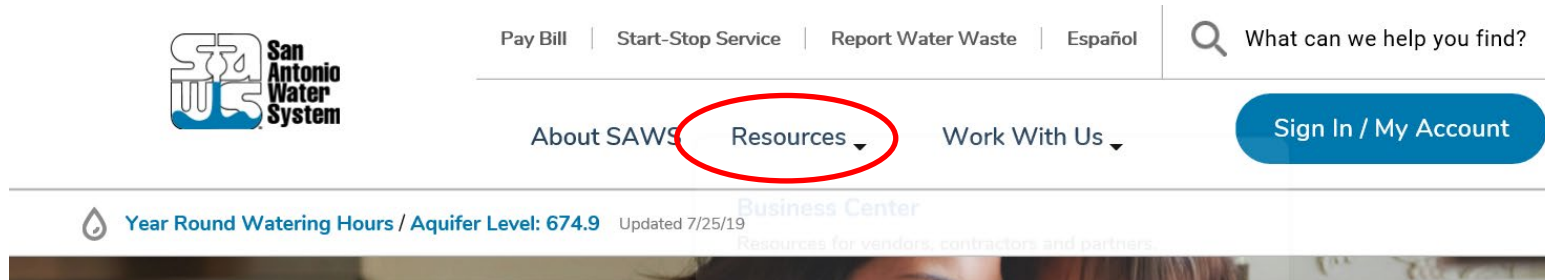 San
Antonio
Water
System
Pay Bill | Start-Stop Service | Report Water Waste | Español
What can we help you find?
About SAWS Resources Work With Us
Sign In / My Account
Year Round Watering Hours / Aquifer Level: 674.9 Updated 7/25/19
Business Center
Resources for vendors, contractors and partners.